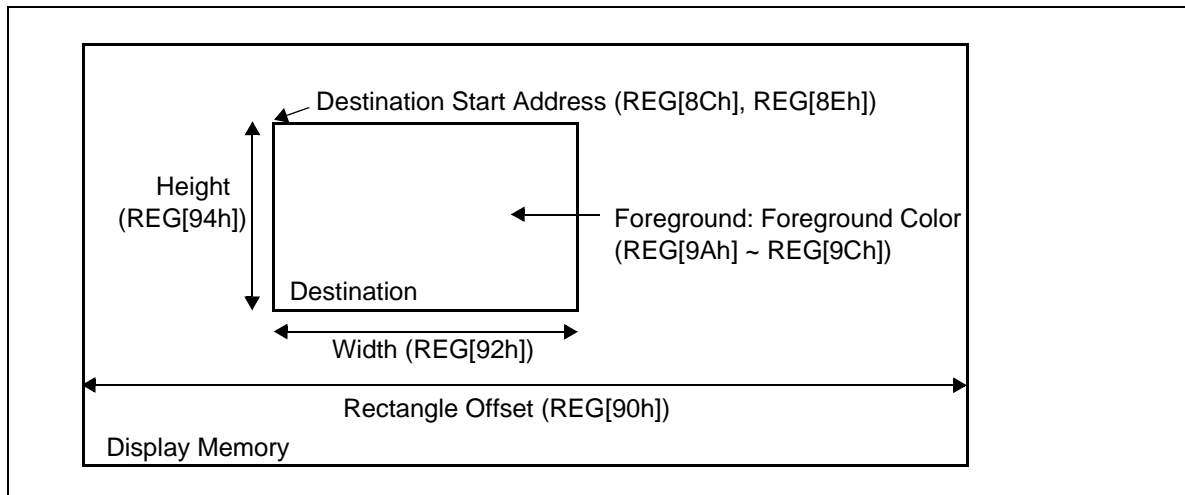 Destination Start Address (REG[8Ch], REG[8Eh])
Height
(REG[94h])
Foreground: Foreground Color
(REG[9Ah] ~ REG[9Ch])
Destination
Width (REG[92h])
Rectangle Offset (REG[90h])
Display Memory